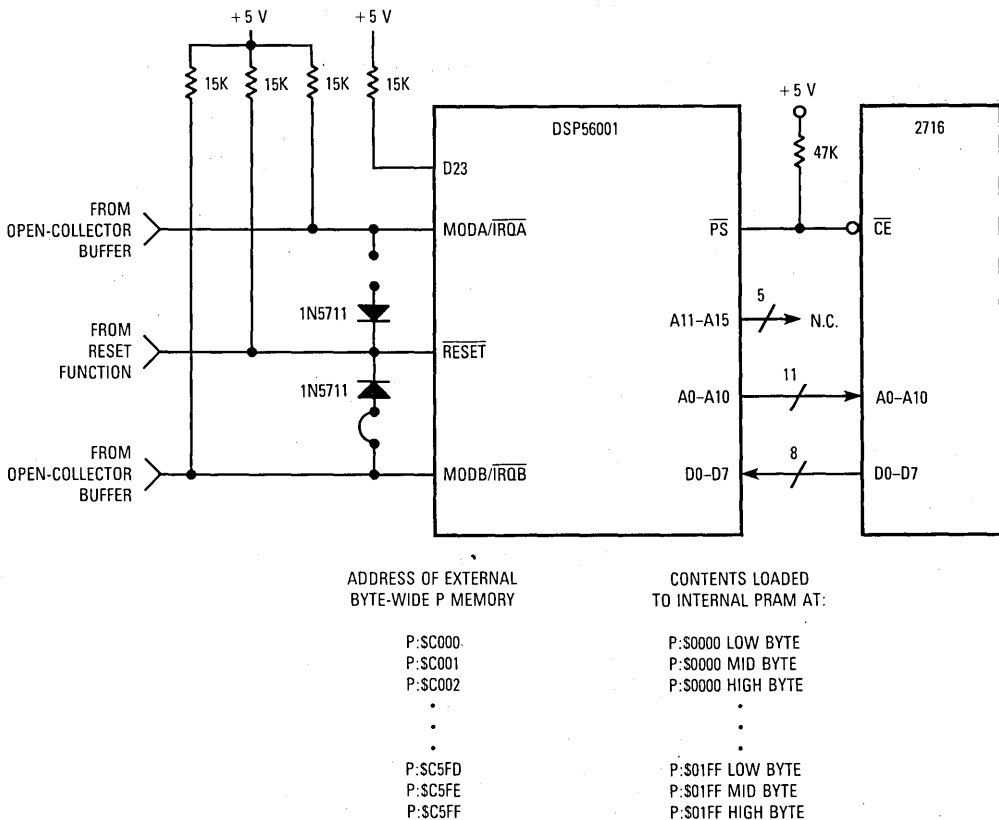 +5 V
+5 V
15K
15K
15K
15K
+5 V
DSP56001
2716
47K
D23
FROM
OPEN-COLLECTOR
BUFFER
MODA/IRQA
PS
CE
1N5711
A11–A15
5
N.C.
FROM
RESET
FUNCTION
RESET
1N5711
A0–A10
11
A0–A10
FROM
OPEN-COLLECTOR
BUFFER
MODB/IRQB
D0–D7
8
D0–D7
ADDRESS OF EXTERNAL
BYTE-WIDE P MEMORY
P:$C000
P:$C001
P:$C002
P:$C5FD
P:$C5FE
P:$C5FF
CONTENTS LOADED
TO INTERNAL PRAM AT:
P:$0000 LOW BYTE
P:$0000 MID BYTE
P:$0000 HIGH BYTE
P:$01FF LOW BYTE
P:$01FF MID BYTE
P:$01FF HIGH BYTE